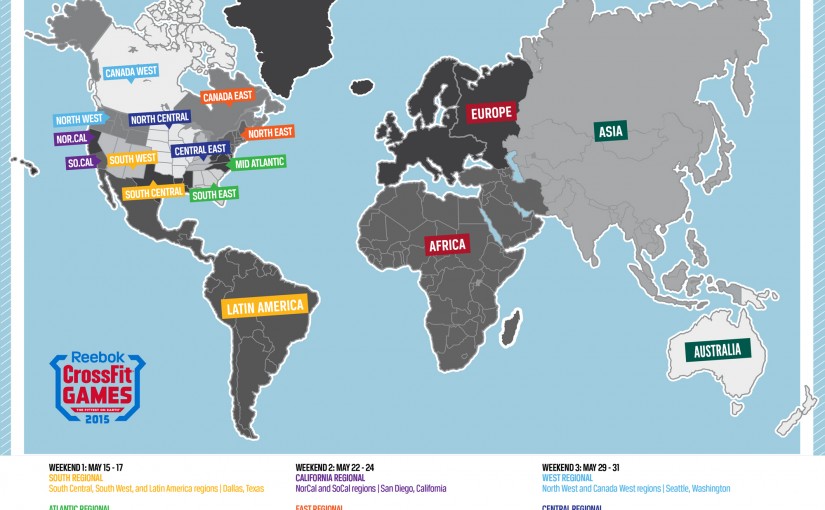 CANADA WEST
CANADA EAST
NORTH WEST
NORTH CENTRAL
NOR.CAL
NORTH EAST
CENTRAL EAST
SO.CAL
SOUTH WEST
MID ATLANTIC
SOUTH CENTRAL
SOUTH EAST
EUROPE
ASIA
AFRICA
LATIN AMERICA
AUSTRALIA
Reebok
CrossFit
GAMES
THE FITTEST ON EARTH
2015
WEEKEND 1: MAY 15 - 17
SOUTH REGIONAL
South Central, South West, and Latin America regions | Dallas, Texas
ATLANTIC REGIONAL
WEEKEND 2: MAY 22 - 24
CALIFORNIA REGIONAL
NorCal and SoCal regions | San Diego, California
EAST REGIONAL
WEEKEND 3: MAY 29 - 31
WEST REGIONAL
North West and Canada West regions | Seattle, Washington
CENTRAL REGIONAL